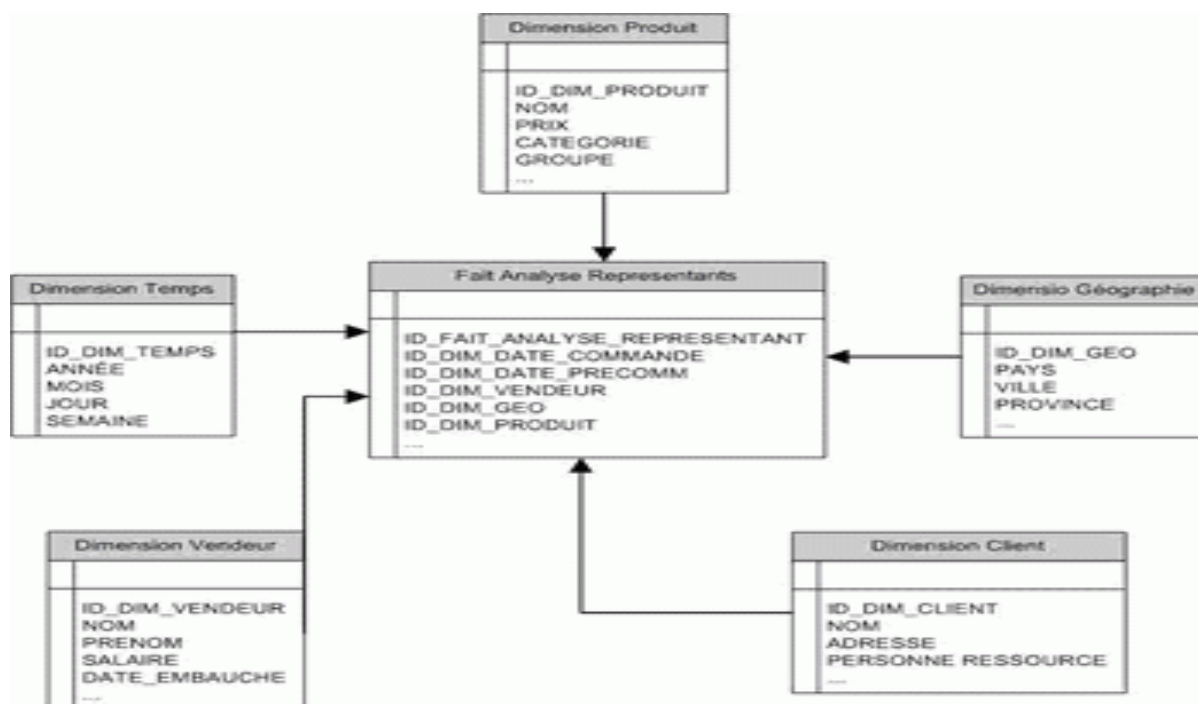 Dimension Produit
ID_DIM_PRODUIT
NOM
PRIX
CATEGORIE
GROUPE
...
Dimension Temps
ID_DIM_TEMPS
ANNÉE
MOIS
JOUR
SEMAINE
Fait Analyse Representants
ID_FAIT_ANALYSE_REPRESENTANT
ID_DIM_DATE_COMMANDE
ID_DIM_DATE_PRECOMM
ID_DIM_VENDEUR
ID_DIM_GEO
ID_DIM_PRODUIT
...
Dimensio Géographie
ID_DIM_GEO
PAYS
VILLE
PROVINCE
...
Dimension Vendeur
ID_DIM_VENDEUR
NOM
PRENOM
SALAIRE
DATE_EMBAUCHE
...
Dimension Client
ID_DIM_CLIENT
NOM
ADRESSE
PERSONNE RESSOURCE
...